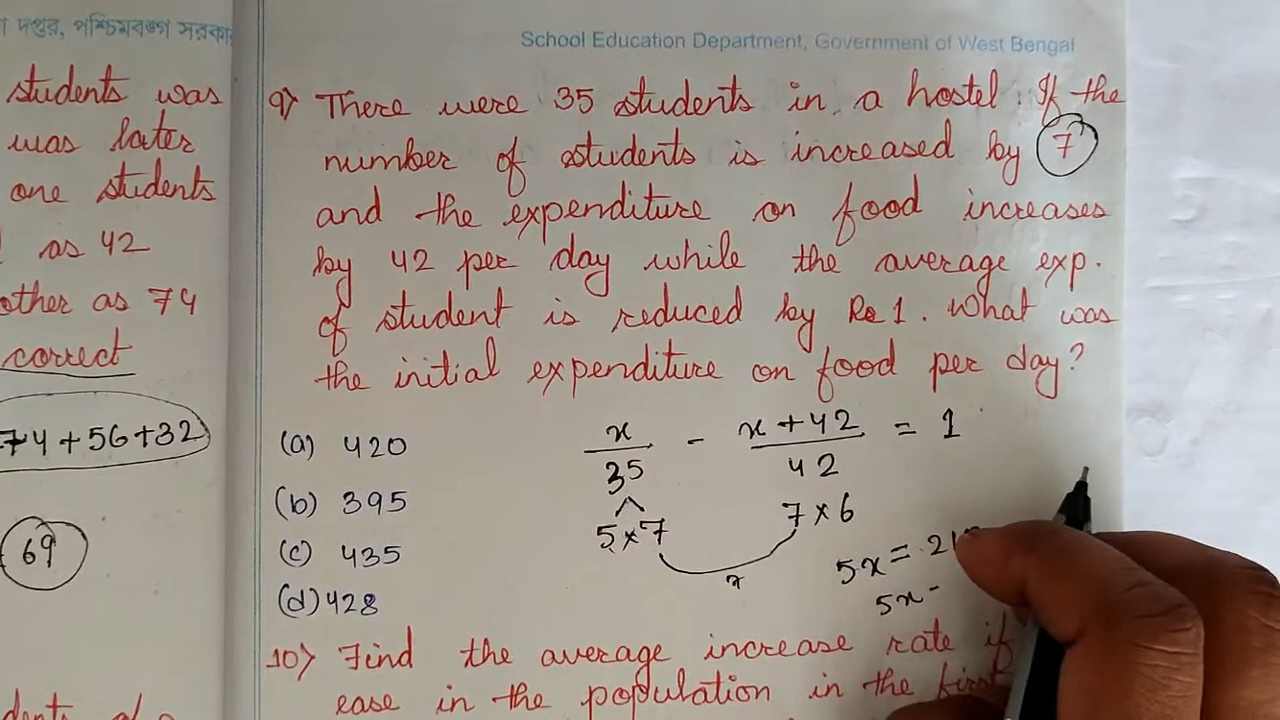 দপ্তর, পশ্চিমবঙ্গ সরকার
students was
was later
one students
as 42
other as 74
correct
74+56+32
69
School Education Department, Government of West Bengal
9) There were 35 students in a hostel. If the
number of students is increased by 7
and the expenditure on food increases
by 42 per day while the average exp.
of student is reduced by Re 1. What was
the initial expenditure on food per day?
(a) 420
(b) 395
(c) 435
(d) 428
x/35 - x+42/42 = 1
5×7 7×6
5x = 21
5x -
10) Find the average increase rate if
ease in the population in the first